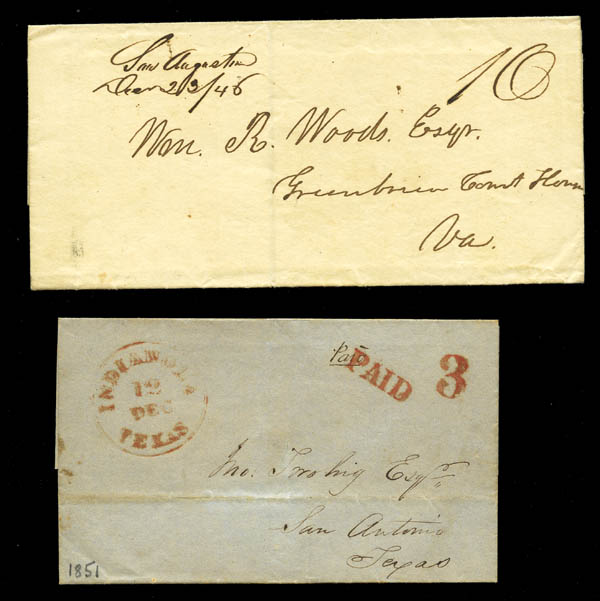 San Augustin
Dec 23/46
10
Wm. R. Woods. Esqr.
Greenbrier Court House
Va.
INDIANOLA
12
DEC
TEXAS
Paid
PAID
3
Jno. Twohig Esqr.
San Antonio
Texas
1851